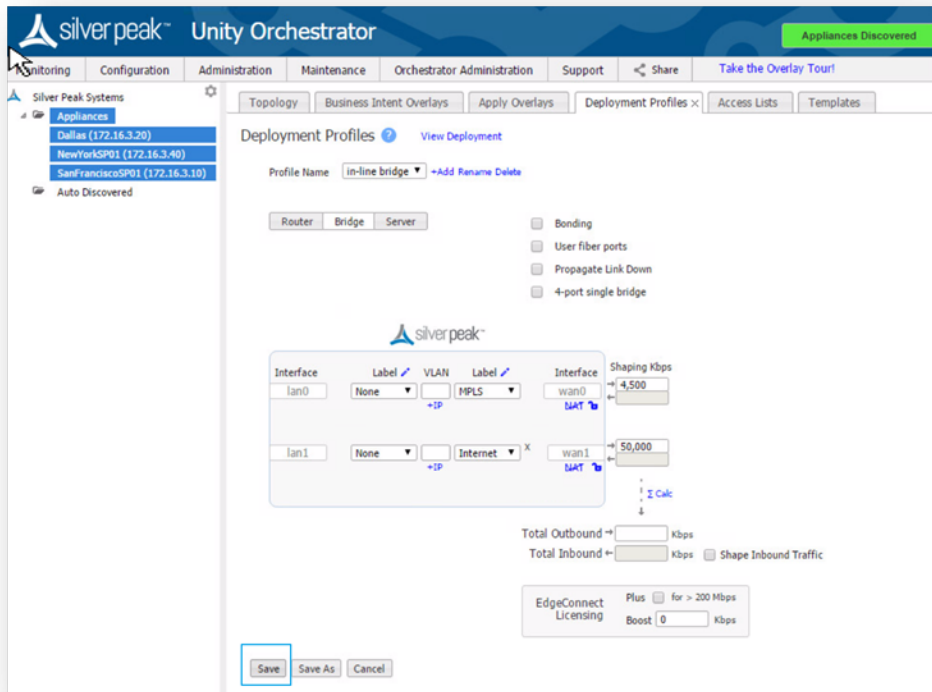 silver peak™ Unity Orchestrator
Appliances Discovered
Monitoring Configuration Administration Maintenance Orchestrator Administration Support Share Take the Overlay Tour!
Silver Peak Systems
Appliances
Dallas (172.16.3.20)
NewYorkSP01 (172.16.3.40)
SanFranciscoSP01 (172.16.3.10)
Auto Discovered
Topology Business Intent Overlays Apply Overlays Deployment Profiles × Access Lists Templates
Deployment Profiles ? View Deployment
Profile Name in-line bridge +Add Rename Delete
Router Bridge Server
Bonding
User fiber ports
Propagate Link Down
4-port single bridge
silver peak™
Interface Label VLAN Label Interface Shaping Kbps
lan0 None MPLS wan0 4,500
+IP NAT
lan1 None Internet x wan1 50,000
+IP NAT
Σ Calc
Total Outbound Kbps
Total Inbound Kbps Shape Inbound Traffic
EdgeConnect Licensing
Plus for > 200 Mbps
Boost 0 Kbps
Save Save As Cancel